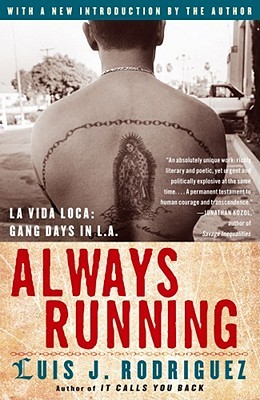 WITH A NEW INTRODUCTION BY THE AUTHOR
"An absolutely unique work: richly
literary and poetic, yet urgent and
politically explosive at the same
time. . . . A permanent testament to
human courage and transcendence."
—JONATHAN KOZOL,
author of
Savage Inequalities
LA VIDA LOCA:
GANG DAYS IN L.A.
ALWAYS
RUNNING
LUIS J. RODRIGUEZ
Author of IT CALLS YOU BACK